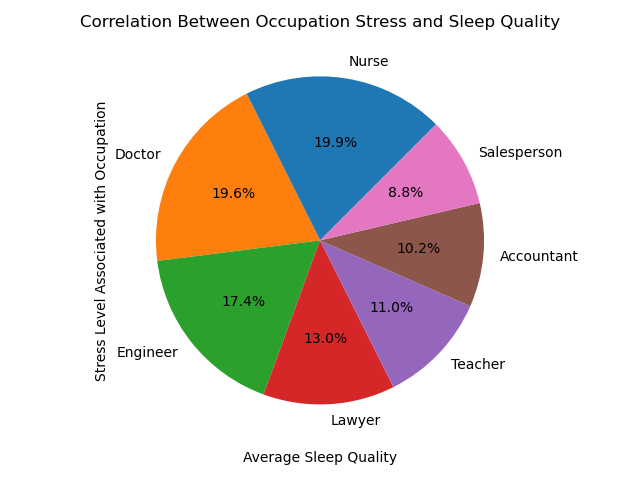 Correlation Between Occupation Stress and Sleep Quality
Nurse
19.9%
Doctor
19.6%
Salesperson
8.8%
Accountant
10.2%
Engineer
17.4%
Lawyer
13.0%
Teacher
11.0%
Stress Level Associated with Occupation
Average Sleep Quality